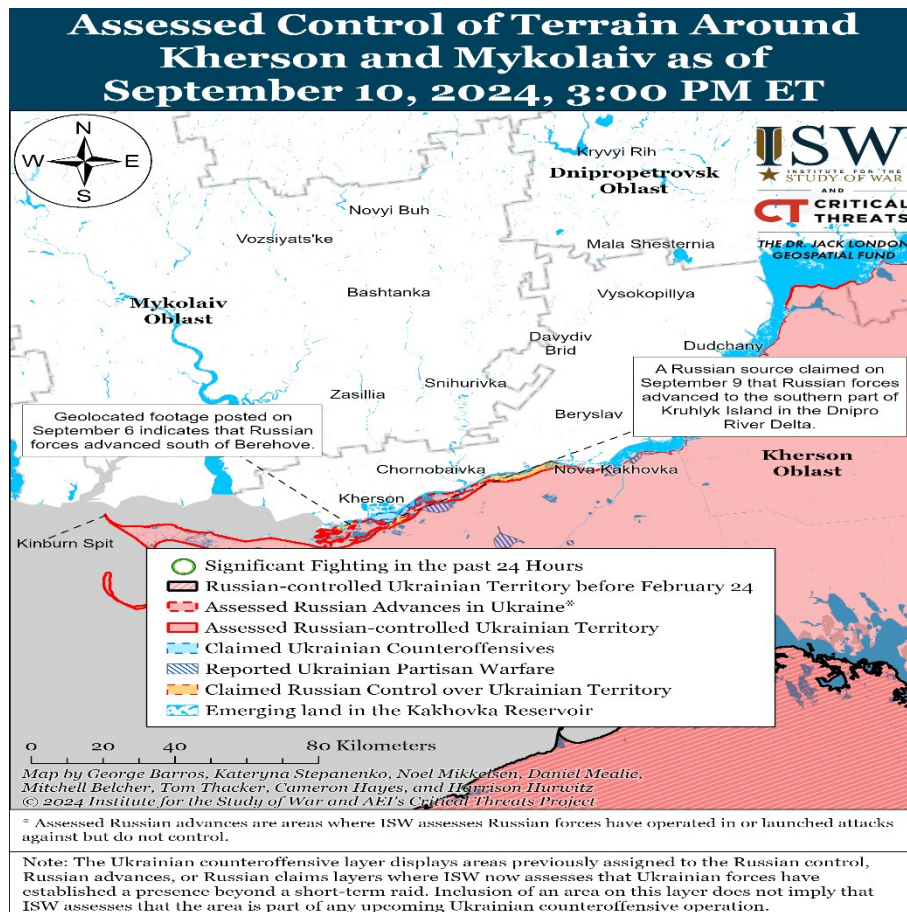 Assessed Control of Terrain Around
Kherson and Mykolaiv as of
September 10, 2024, 3:00 PM ET
N
W E
S
ISW
INSTITUTE FOR THE
STUDY OF WAR
AND
CT CRITICAL
THREATS
THE DR. JACK LONDON
GEOSPATIAL FUND
Kryvyi Rih
Dnipropetrovsk
Oblast
Novyi Buh
Vozsiyats'ke
Mala Shesternia
Bashtanka
Vysokopillya
Mykolaiv
Oblast
Davydiv
Brid
Dudchany
A Russian source claimed on
September 9 that Russian forces
advanced to the southern part of
Kruhlyk Island in the Dnipro
River Delta.
Snihurivka
Zasillia
Geolocated footage posted on
September 6 indicates that Russian
forces advanced south of Berehove.
Beryslav
Kherson
Oblast
Chornobaivka
Nova Kakhovka
Kherson
Kinburn Spit
Significant Fighting in the past 24 Hours
Russian-controlled Ukrainian Territory before February 24
Assessed Russian Advances in Ukraine*
Assessed Russian-controlled Ukrainian Territory
Claimed Ukrainian Counteroffensives
Reported Ukrainian Partisan Warfare
Claimed Russian Control over Ukrainian Territory
Emerging land in the Kakhovka Reservoir
0 20 40 80 Kilometers
Map by George Barros, Kateryna Stepanenko, Noel Mikkelsen, Daniel Mealie,
Mitchell Belcher, Tom Thacker, Cameron Hayes, and Harrison Hurwitz
© 2024 Institute for the Study of War and AEI's Critical Threats Project
* Assessed Russian advances are areas where ISW assesses Russian forces have operated in or launched attacks
against but do not control.
Note: The Ukrainian counteroffensive layer displays areas previously assigned to the Russian control,
Russian advances, or Russian claims layers where ISW now assesses that Ukrainian forces have
established a presence beyond a short-term raid. Inclusion of an area on this layer does not imply that
ISW assesses that the area is part of any upcoming Ukrainian counteroffensive operation.